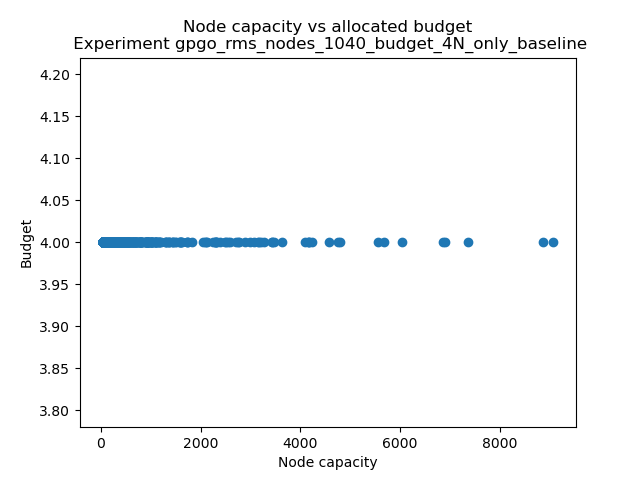 Node capacity vs allocated budget
Experiment gpgo_rms_nodes_1040_budget_4N_only_baseline
4.20
4.15
4.10
4.05
4.00
3.95
3.90
3.85
3.80
Budget
0 2000 4000 6000 8000
Node capacity